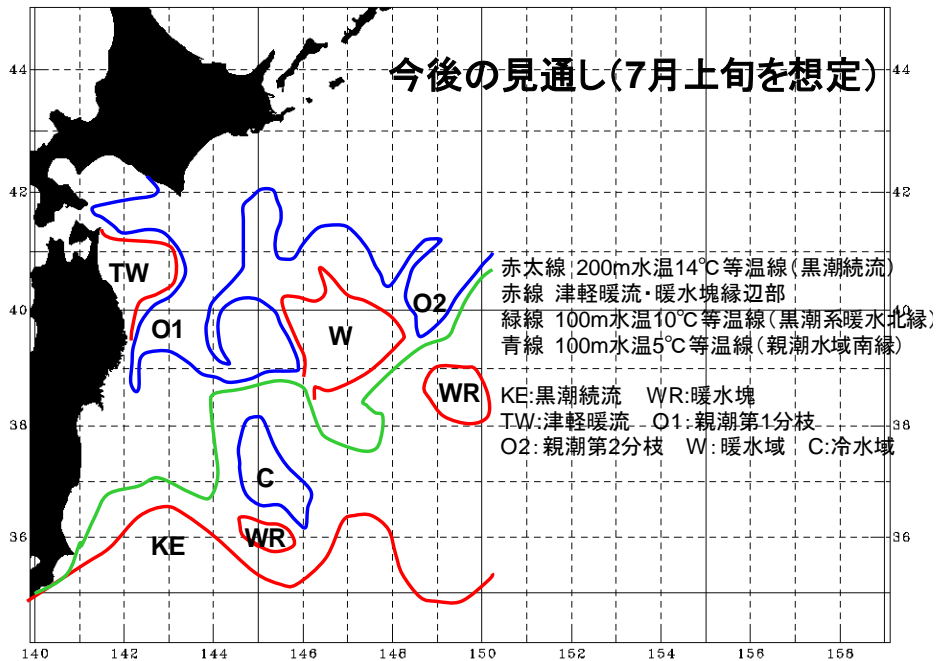 44
今後の見通し(7月上旬を想定)
44
42
42
TW
赤太線 200m水温14℃等温線(黒潮続流)
赤線 津軽暖流・暖水塊縁辺部
緑線 100m水温10℃等温線(黒潮系暖水北縁)
青線 100m水温5℃等温線(親潮水域南縁)
40
O1
W
O2
40
WR
KE:黒潮続流 WR:暖水塊
TW:津軽暖流 O1:親潮第1分枝
O2:親潮第2分枝 W:暖水域 C:冷水域
38
38
C
36
KE
WR
36
140 142 144 146 148 150 152 154 156 158